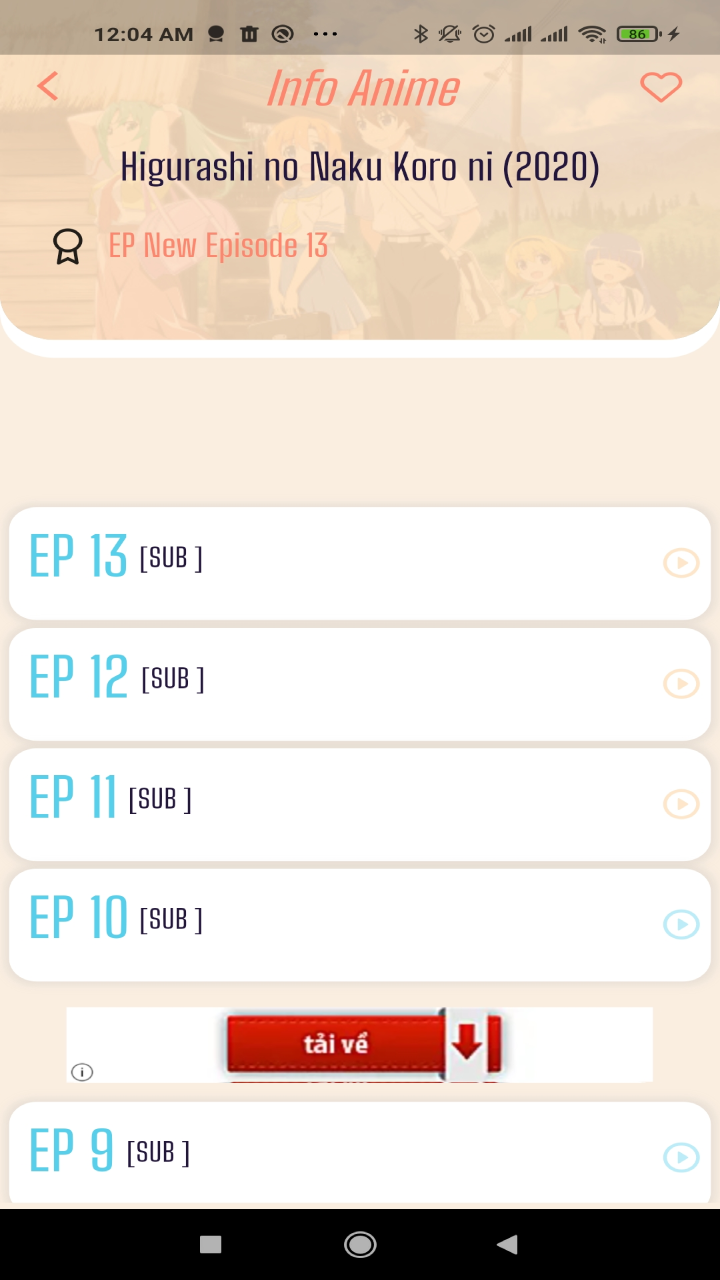 12:04 AM
86
Info Anime
Higurashi no Naku Koro ni (2020)
EP New Episode 13
EP 13 [SUB ]
EP 12 [SUB ]
EP 11 [SUB ]
EP 10 [SUB ]
tải về
EP 9 [SUB ]